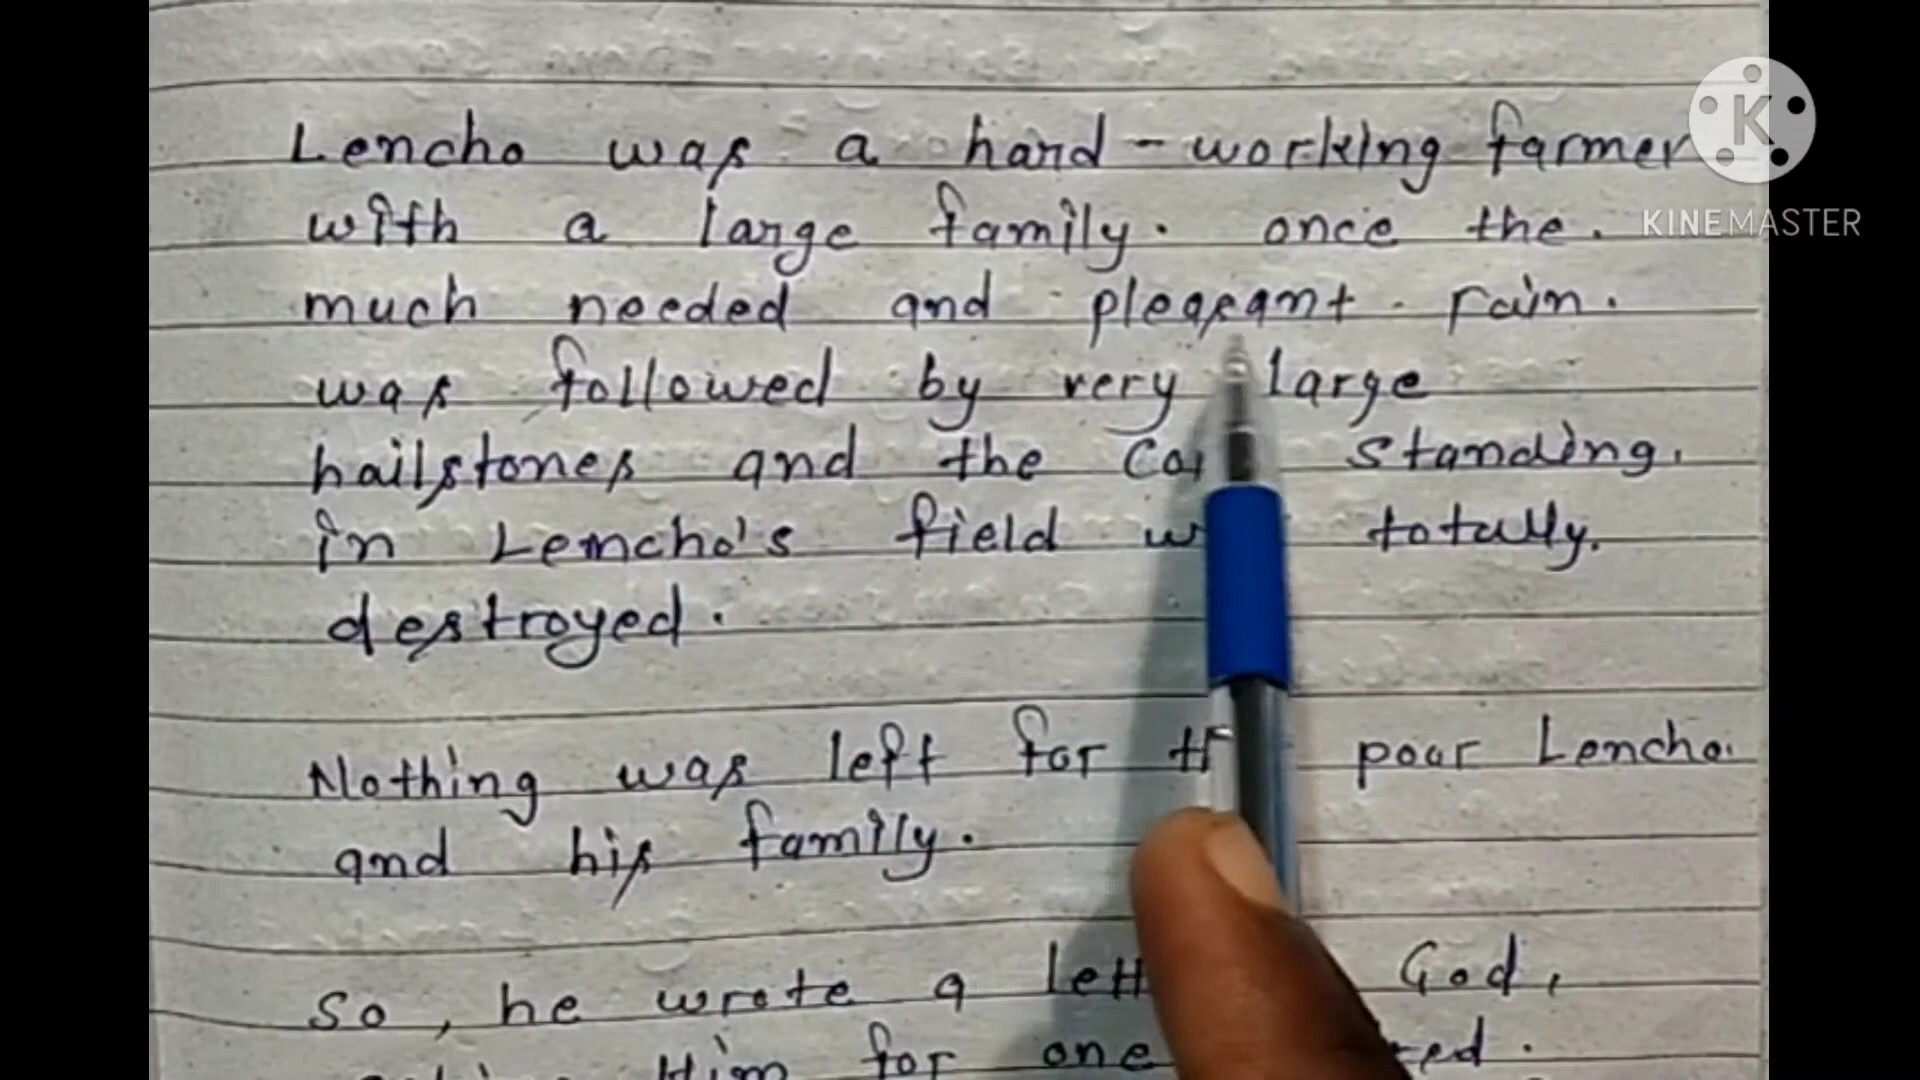 Lencho was a hard-working farmer
with a large family. once the.
much needed and pleasant. rain.
was followed by very large
hailstones and the standing.
in Lencho's field totally.
destroyed.
Nothing was left for poor Lencho.
and his family.
So, he wrote a God,
Him for one
K
KINEMASTER